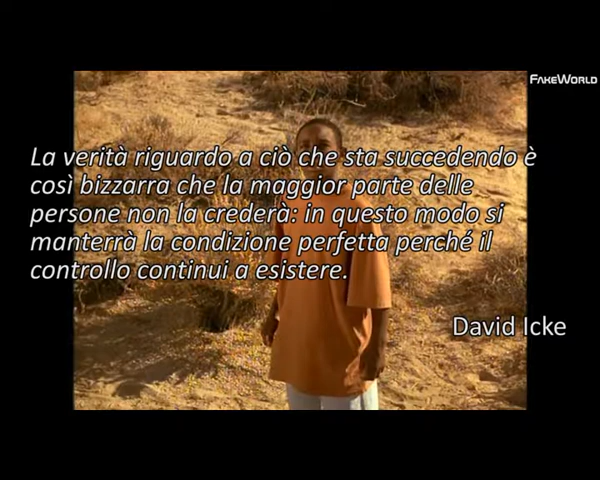 FAKEWORLD
La verità riguardo a ciò che sta succedendo è
così bizzarra che la maggior parte delle
persone non la crederà: in questo modo si
manterrà la condizione perfetta perché il
controllo continui a esistere.
David Icke